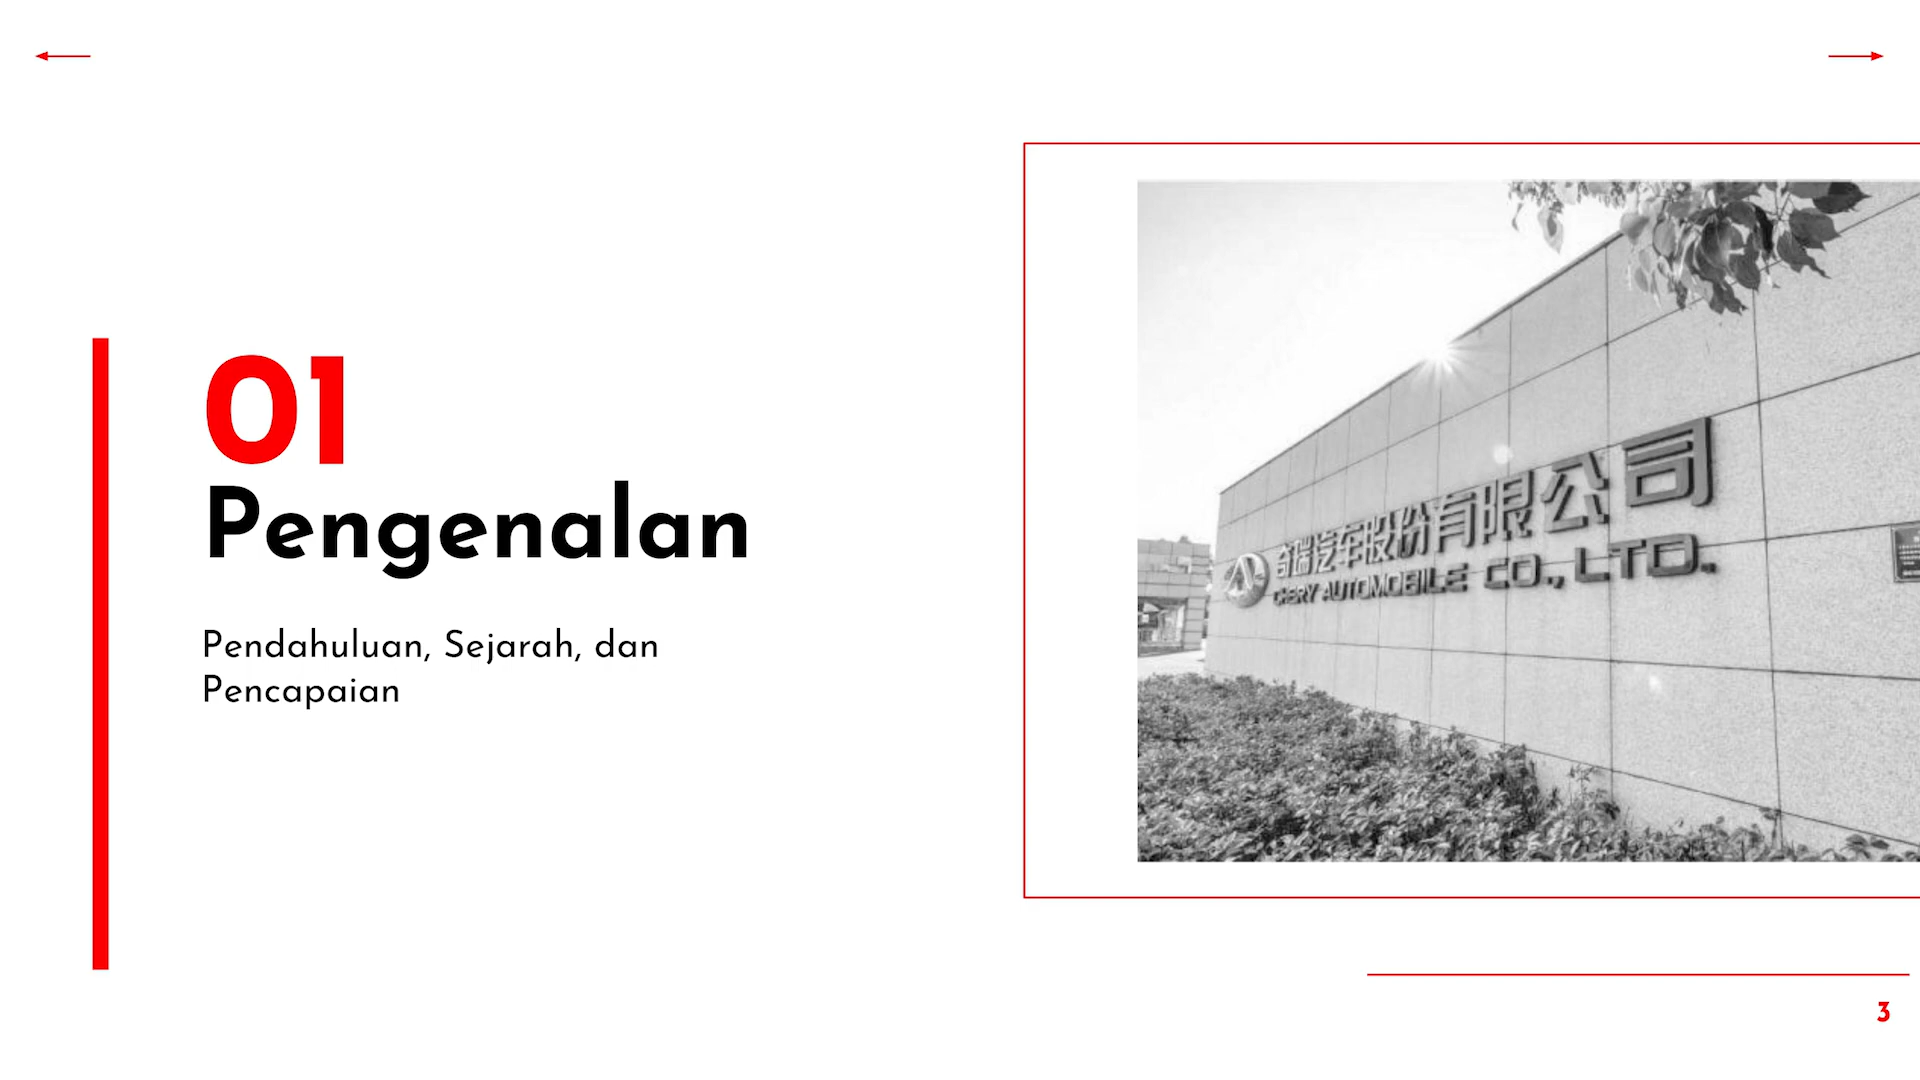 01
Pengenalan
Pendahuluan, Sejarah, dan
Pencapaian
奇瑞汽车股份有限公司
CHERY AUTOMOBILE CO., LTD.
3